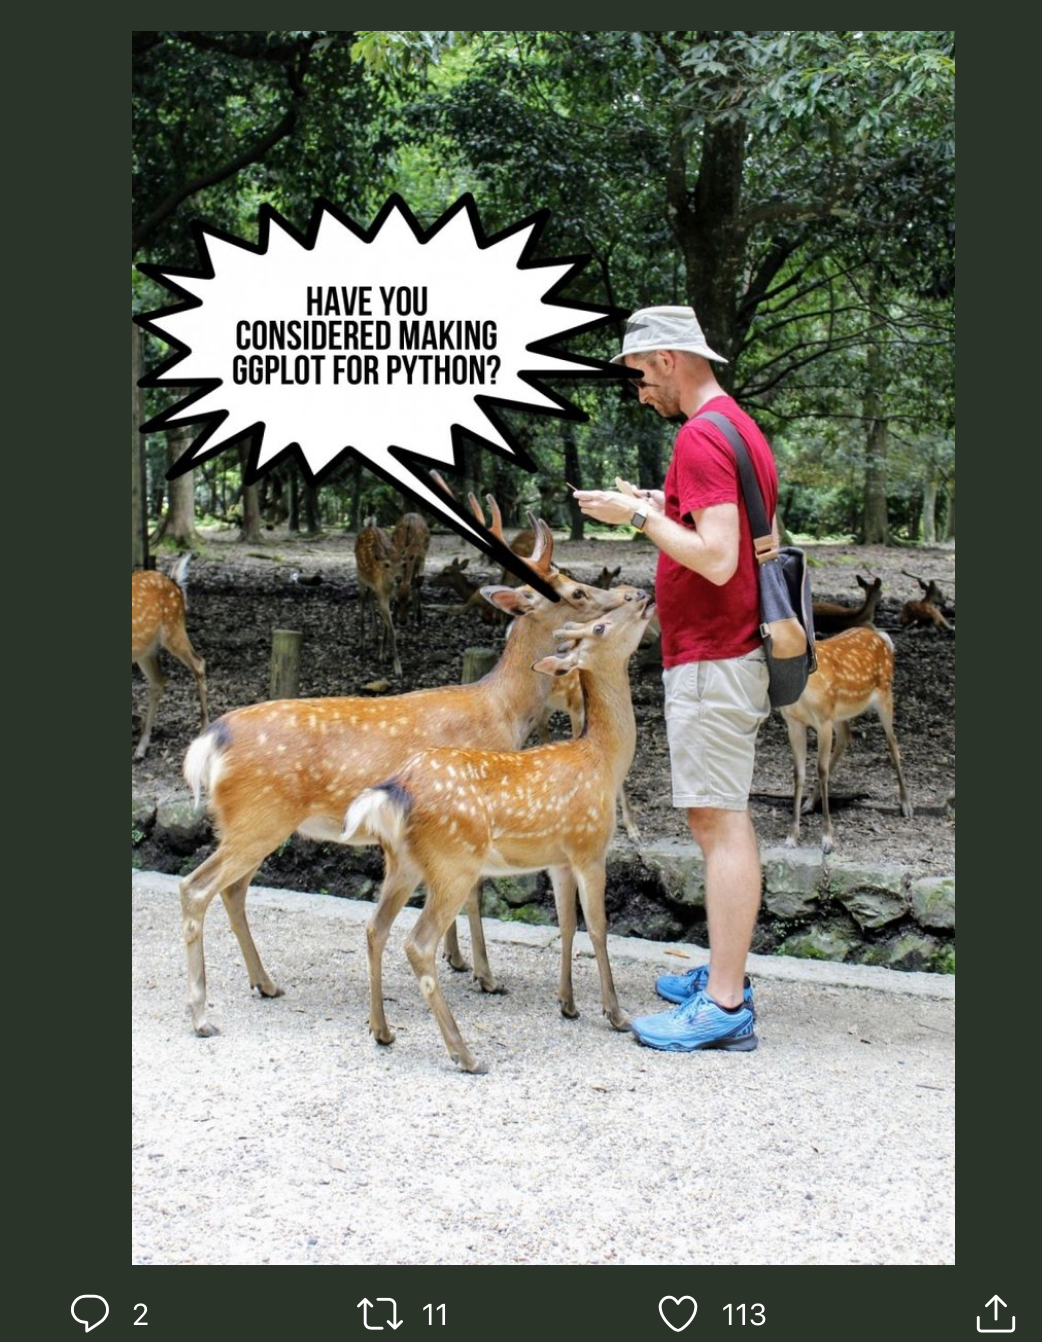 HAVE YOU
CONSIDERED MAKING
GGPLOT FOR PYTHON?
2
11
113